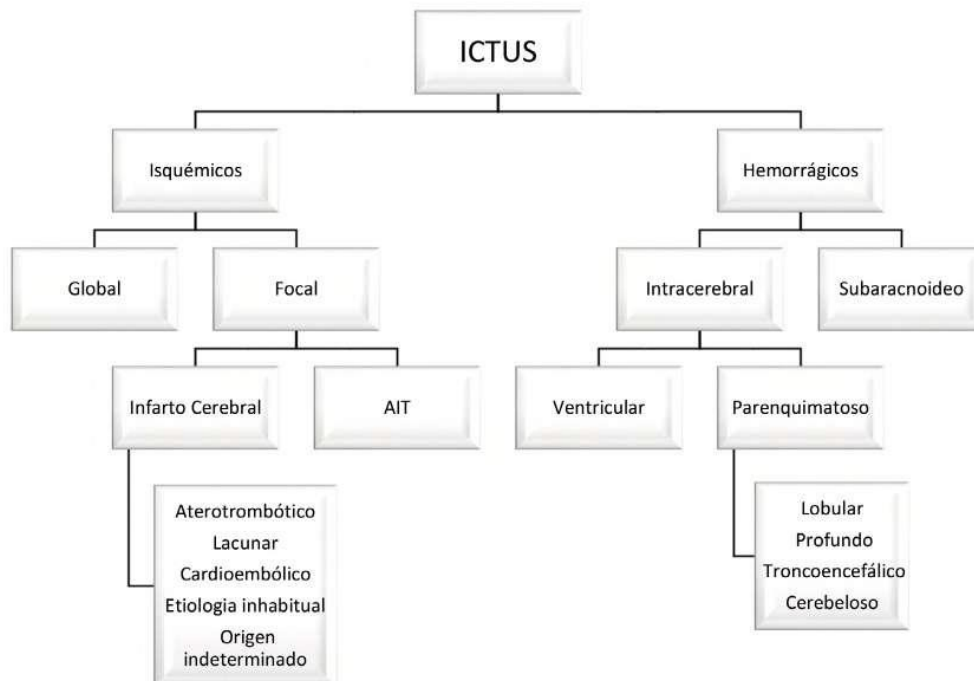 ICTUS
Isquémicos
Hemorrágicos
Global
Focal
Intracerebral
Subaracnoideo
Infarto Cerebral
AIT
Ventricular
Parenquimatoso
Aterotrombótico
Lacunar
Cardioembólico
Etiologia inhabitual
Origen
indeterminado
Lobular
Profundo
Troncoencefálico
Cerebeloso